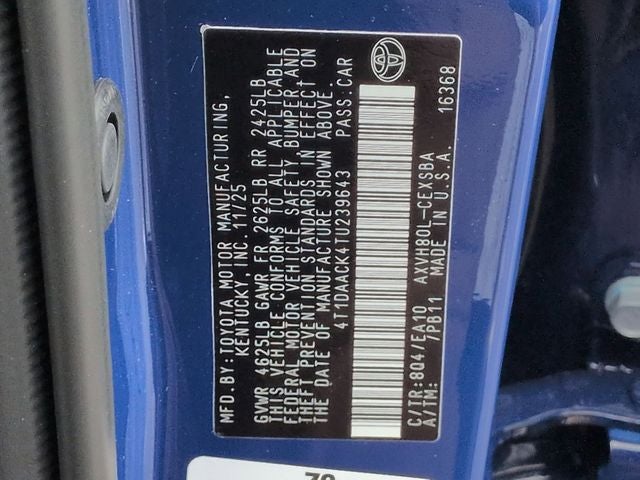 MFD. BY: TOYOTA MOTOR MANUFACTURING,
KENTUCKY, INC. 11/25
GVWR 4625LB GAWR FR 2625LB RR 2425LB
THIS VEHICLE CONFORMS TO ALL APPLICABLE
FEDERAL MOTOR VEHICLE SAFETY, BUMPER AND
THEFT PREVENTION STANDARDS IN EFFECT ON
THE DATE OF MANUFACTURE SHOWN ABOVE.
4T1DAACK4TU239643 PASS.CAR
C/TR:8Q4/EA10 AXVH80L-CEXSBA
A/TM: /PB11 MADE IN U.S.A. 16368